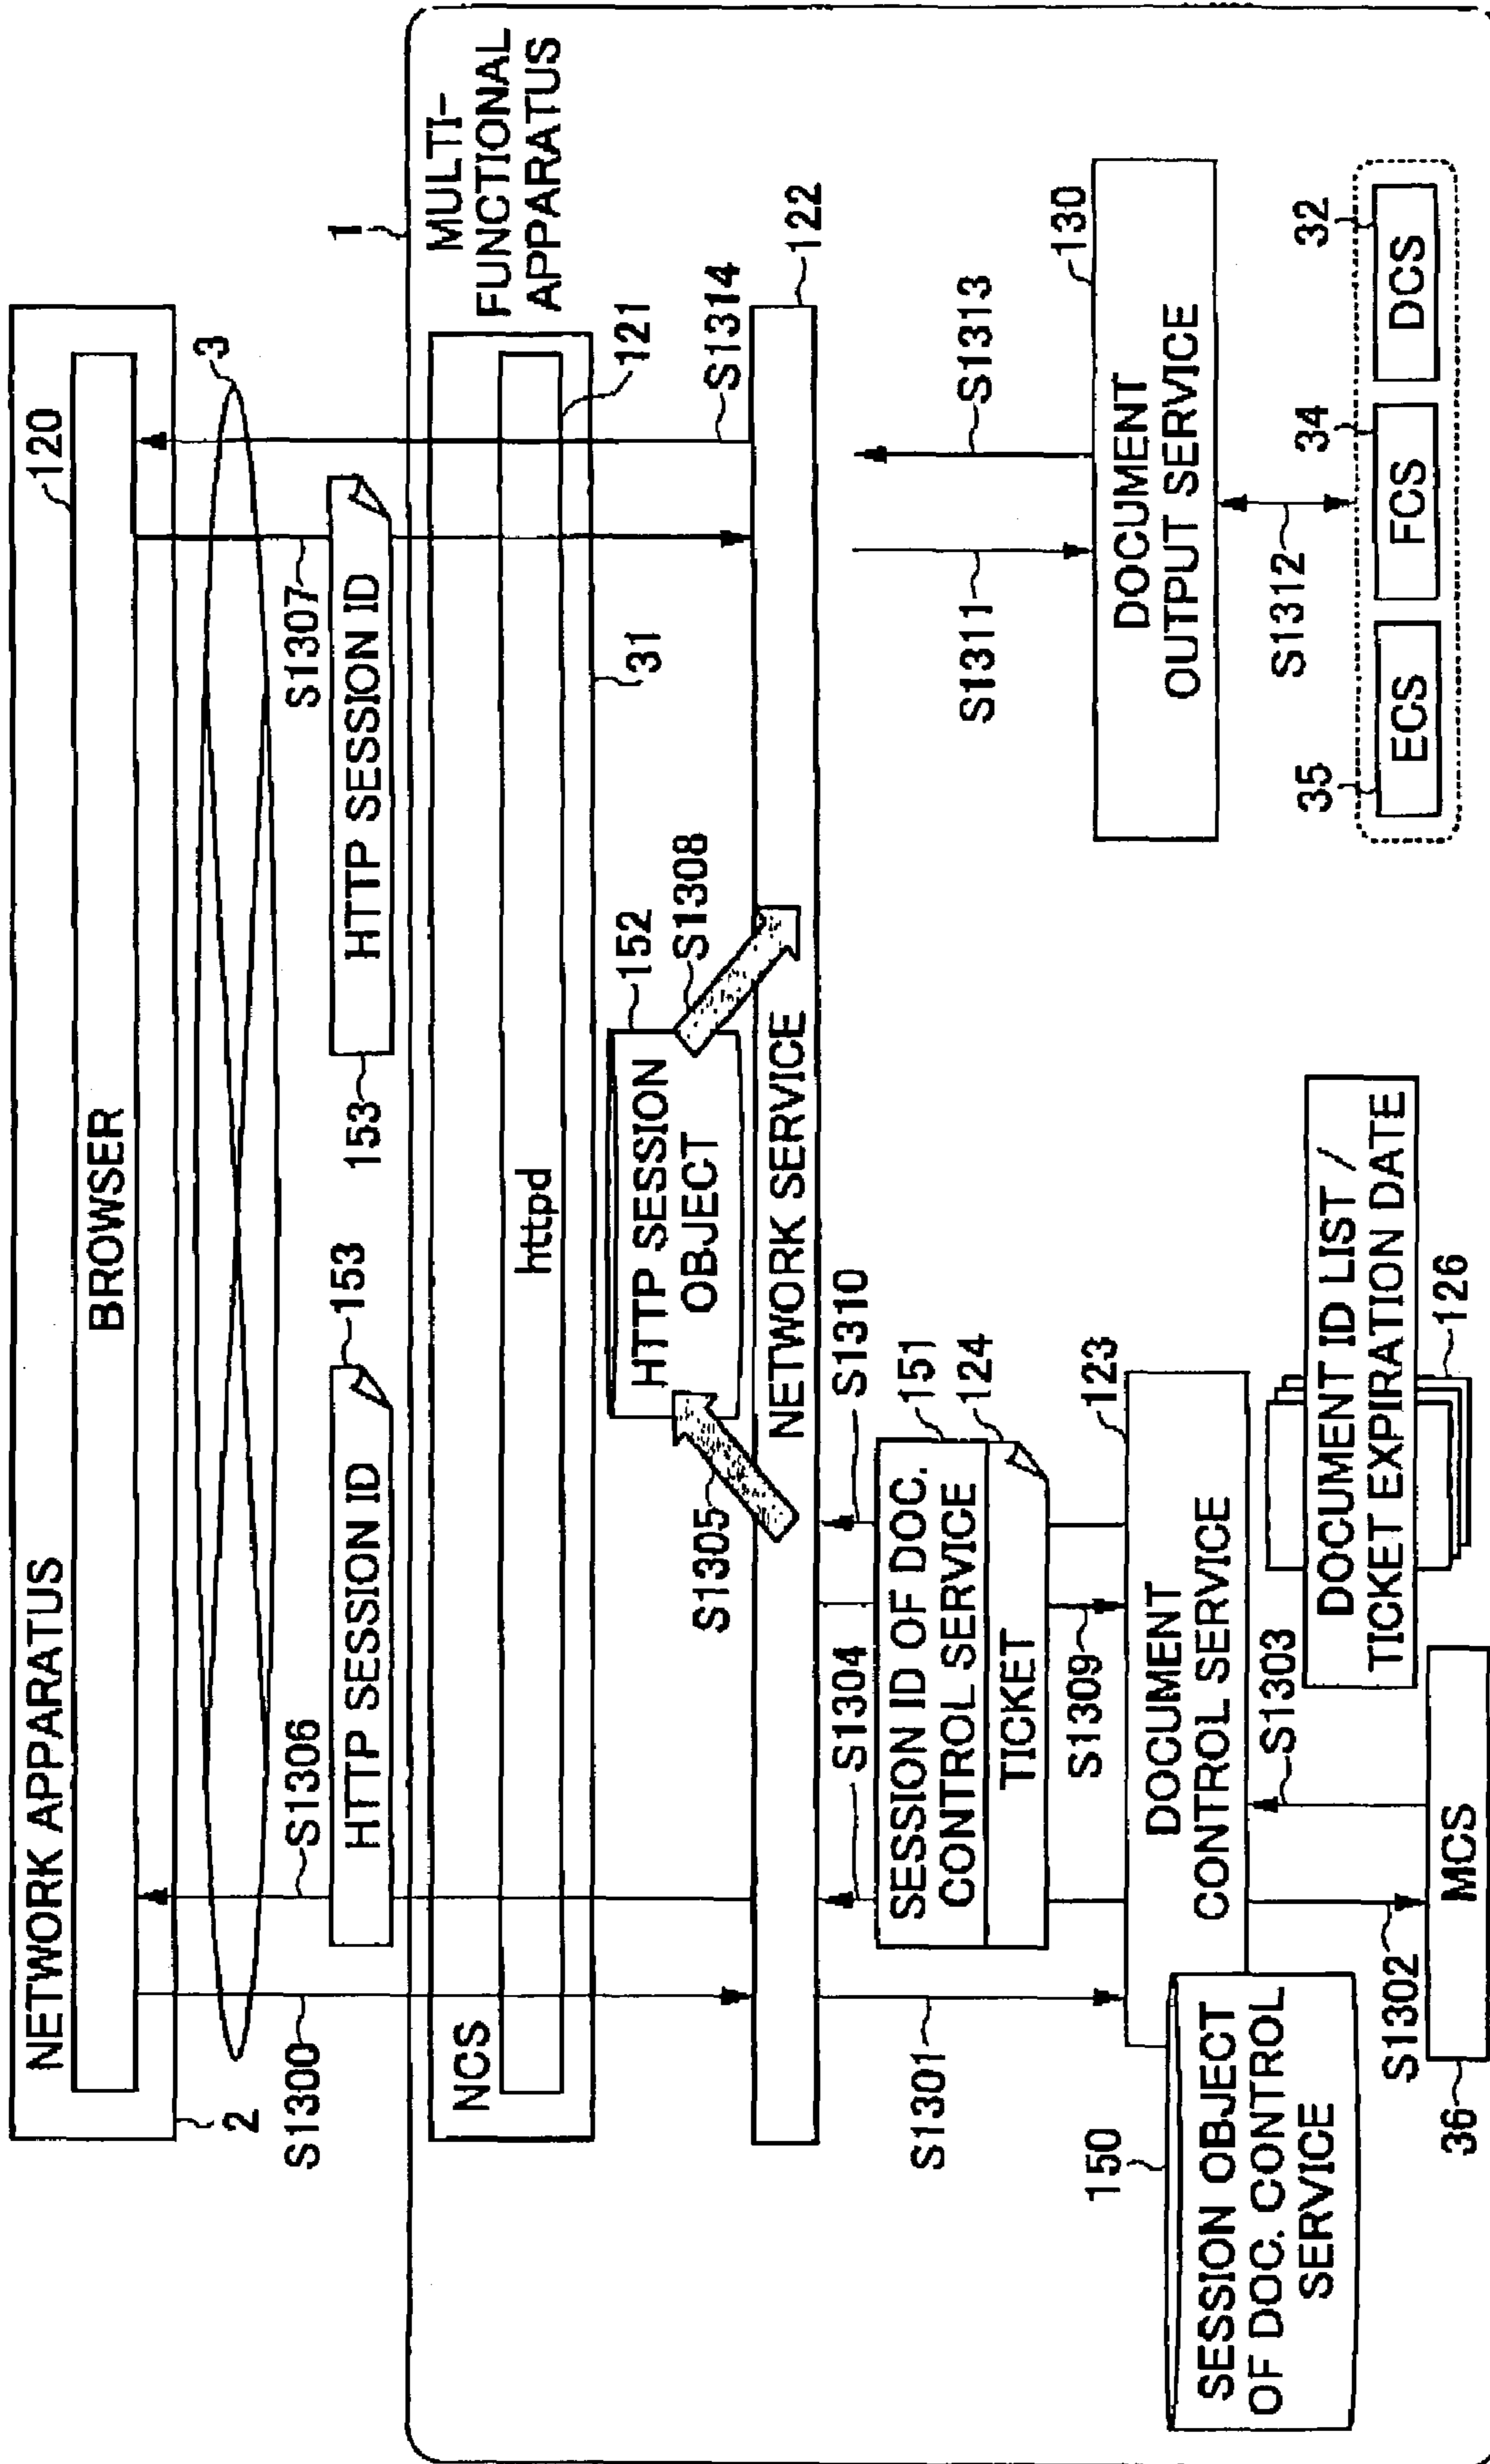 NETWORK APPARATUS
BROWSER
120
2
3
S1300
S1306
HTTP SESSION ID
153
153
HTTP SESSION ID
S1307
1
MULTI-
FUNCTIONAL
APPARATUS
NCS
httpd
121
31
S1314
HTTP SESSION
OBJECT
152
S1305
S1308
NETWORK SERVICE
122
S1301
S1304
S1310
SESSION ID OF DOC.
CONTROL SERVICE
151
TICKET
124
S1309
S1311
S1313
DOCUMENT
CONTROL SERVICE
123
DOCUMENT
OUTPUT SERVICE
130
150
SESSION OBJECT
OF DOC. CONTROL
SERVICE
S1302
S1303
DOCUMENT ID LIST /
TICKET EXPIRATION DATE
126
S1312
MCS
36
35
ECS
34
FCS
32
DCS